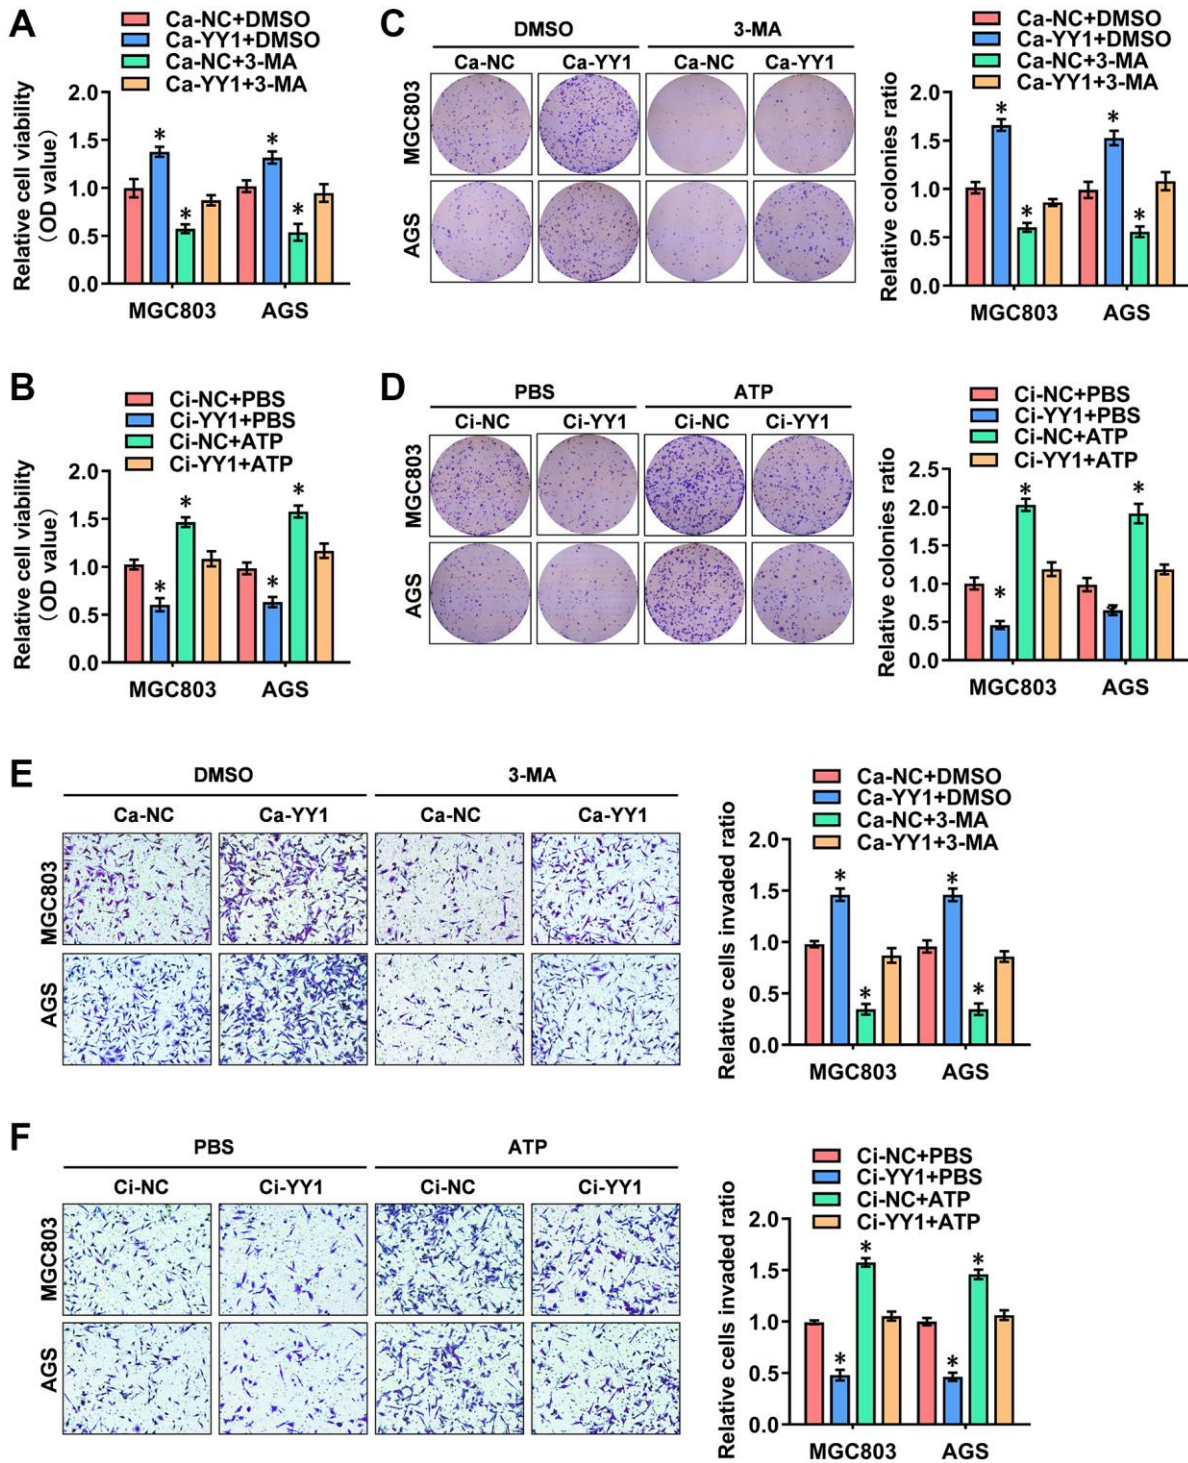 A
Ca-NC+DMSO
Ca-YY1+DMSO
Ca-NC+3-MA
Ca-YY1+3-MA
Relative cell viability
（OD value）
2.0
1.5
1.0
0.5
0.0
* * * *
MGC803 AGS
C
DMSO 3-MA
Ca-NC Ca-YY1 Ca-NC Ca-YY1
MGC803
AGS
Ca-NC+DMSO
Ca-YY1+DMSO
Ca-NC+3-MA
Ca-YY1+3-MA
Relative colonies ratio
2.0
1.5
1.0
0.5
0.0
* * * *
MGC803 AGS
B
Ci-NC+PBS
Ci-YY1+PBS
Ci-NC+ATP
Ci-YY1+ATP
Relative cell viability
（OD value）
2.0
1.5
1.0
0.5
0.0
* * * *
MGC803 AGS
D
PBS ATP
Ci-NC Ci-YY1 Ci-NC Ci-YY1
MGC803
AGS
Ci-NC+PBS
Ci-YY1+PBS
Ci-NC+ATP
Ci-YY1+ATP
Relative colonies ratio
2.5
2.0
1.5
1.0
0.5
0.0
* * * *
MGC803 AGS
E
DMSO 3-MA
Ca-NC Ca-YY1 Ca-NC Ca-YY1
MGC803
AGS
Ca-NC+DMSO
Ca-YY1+DMSO
Ca-NC+3-MA
Ca-YY1+3-MA
Relative cells invaded ratio
2.0
1.5
1.0
0.5
0.0
* * * *
MGC803 AGS
F
PBS ATP
Ci-NC Ci-YY1 Ci-NC Ci-YY1
MGC803
AGS
Ci-NC+PBS
Ci-YY1+PBS
Ci-NC+ATP
Ci-YY1+ATP
Relative cells invaded ratio
2.0
1.5
1.0
0.5
0.0
* * * *
MGC803 AGS